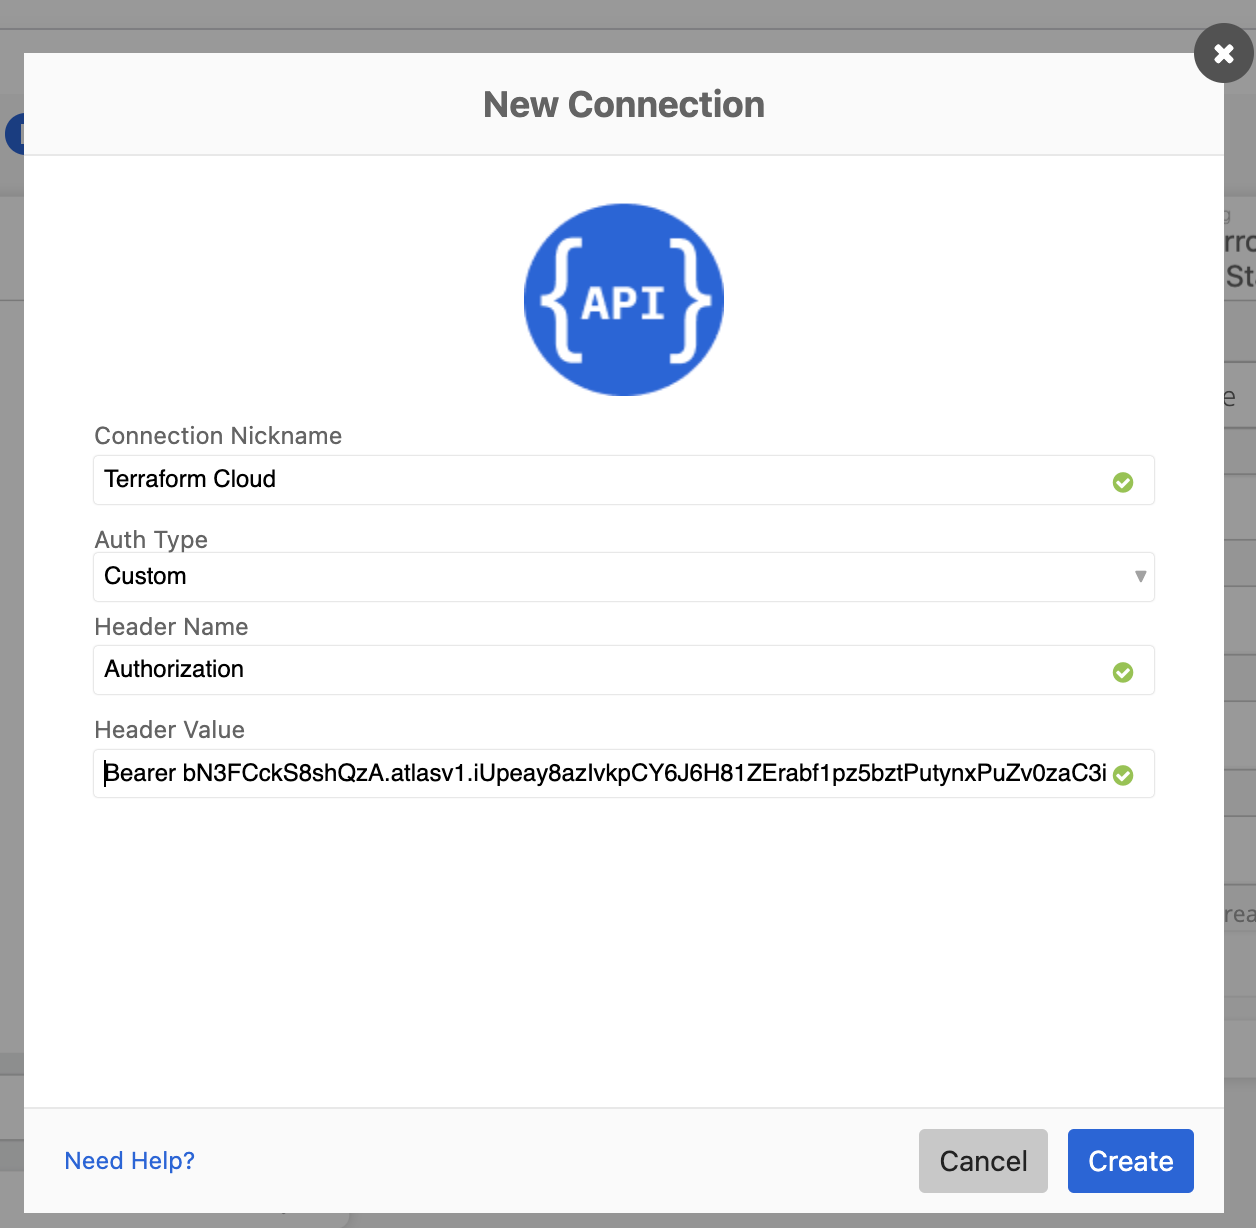 New Connection
{API}
Connection Nickname
Terraform Cloud
Auth Type
Custom
Header Name
Authorization
Header Value
Bearer bN3FCckS8shQzA.atlasv1.iUpeay8azIvkpCY6J6H81ZErabf1pz5bztPutynxPuZv0zaC3i
Need Help?
Cancel
Create